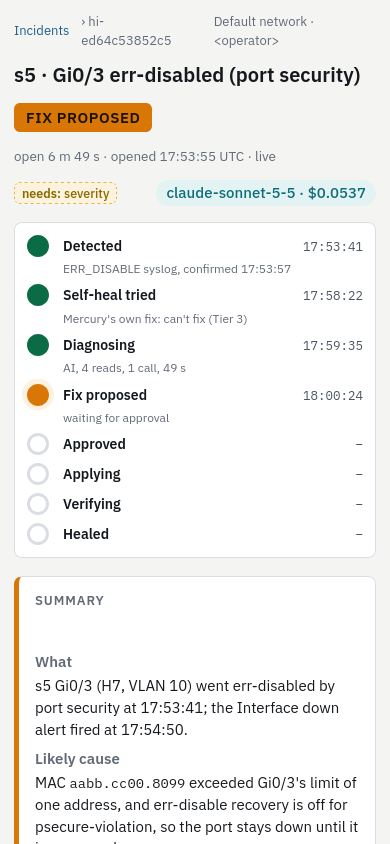 Incidents › hi-ed64c53852c5 Default network · <operator>
s5 · Gi0/3 err-disabled (port security)
FIX PROPOSED
open 6 m 49 s · opened 17:53:55 UTC · live
needs: severity claude-sonnet-5-5 · $0.0537
Detected 17:53:41
ERR_DISABLE syslog, confirmed 17:53:57
Self-heal tried 17:58:22
Mercury's own fix: can't fix (Tier 3)
Diagnosing 17:59:35
AI, 4 reads, 1 call, 49 s
Fix proposed 18:00:24
waiting for approval
Approved –
Applying –
Verifying –
Healed –
SUMMARY
What
s5 Gi0/3 (H7, VLAN 10) went err-disabled by
port security at 17:53:41; the Interface down
alert fired at 17:54:50.
Likely cause
MAC aabb.cc00.8099 exceeded Gi0/3's limit of
one address, and err-disable recovery is off for
psecure-violation, so the port stays down until it